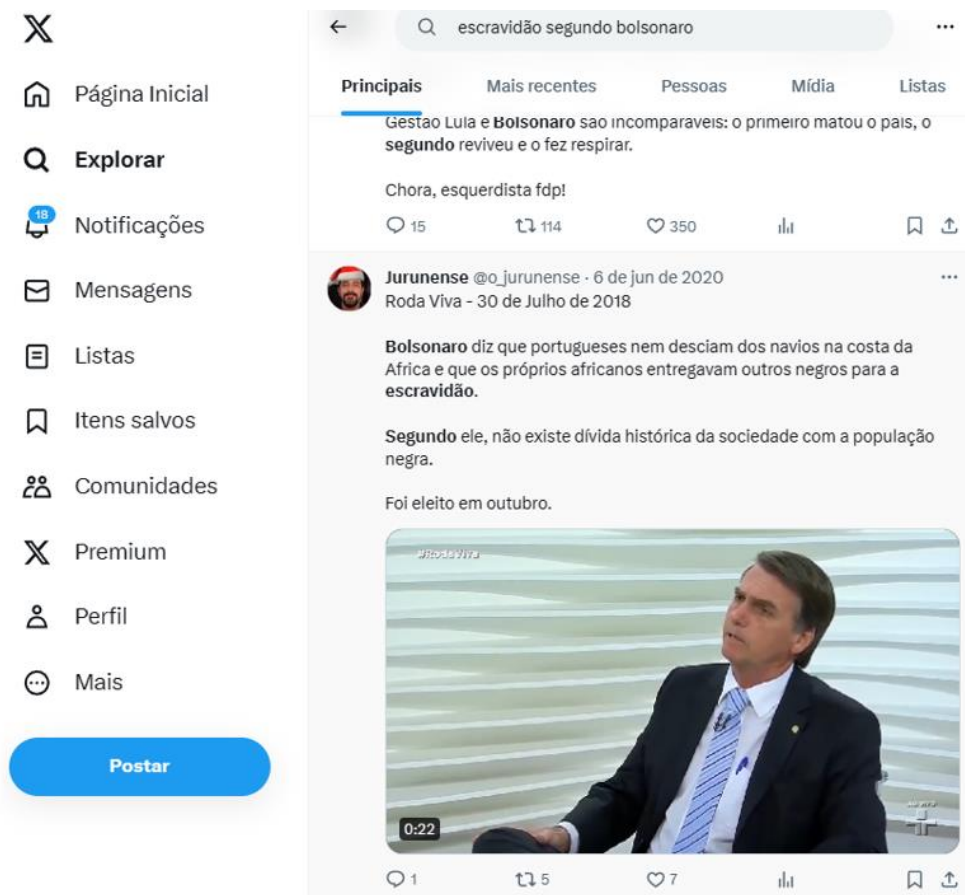 escravidão segundo bolsonaro
Página Inicial
Explorar
18
Notificações
Mensagens
Listas
Itens salvos
Comunidades
Premium
Perfil
Mais
Postar
Principais
Mais recentes
Pessoas
Mídia
Listas
Gestão Lula e Bolsonaro são incomparáveis: o primeiro matou o país, o
segundo reviveu e o fez respirar.
Chora, esquerdista fdp!
15
114
350
Jurunense @o_jurunense · 6 de jun de 2020
Roda Viva - 30 de Julho de 2018
Bolsonaro diz que portugueses nem desciam dos navios na costa da
Africa e que os próprios africanos entregavam outros negros para a
escravidão.
Segundo ele, não existe dívida histórica da sociedade com a população
negra.
Foi eleito em outubro.
#RodaViva
AO VIVO
0:22
1
5
7